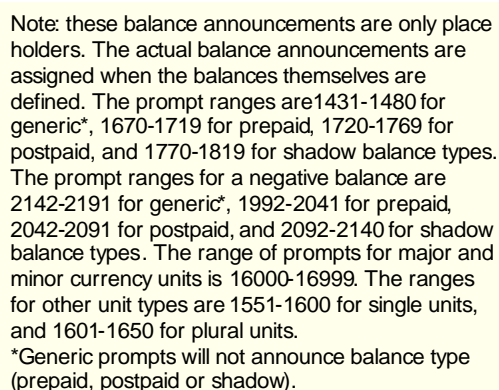 Note: these balance announcements are only place
holders. The actual balance announcements are
assigned when the balances themselves are
defined. The prompt ranges are1431-1480 for
generic*, 1670-1719 for prepaid, 1720-1769 for
postpaid, and 1770-1819 for shadow balance types.
The prompt ranges for a negative balance are
2142-2191 for generic*, 1992-2041 for prepaid,
2042-2091 for postpaid, and 2092-2140 for shadow
balance types. The range of prompts for major and
minor currency units is 16000-16999. The ranges
for other unit types are 1551-1600 for single units,
and 1601-1650 for plural units.
*Generic prompts will not announce balance type
(prepaid, postpaid or shadow).